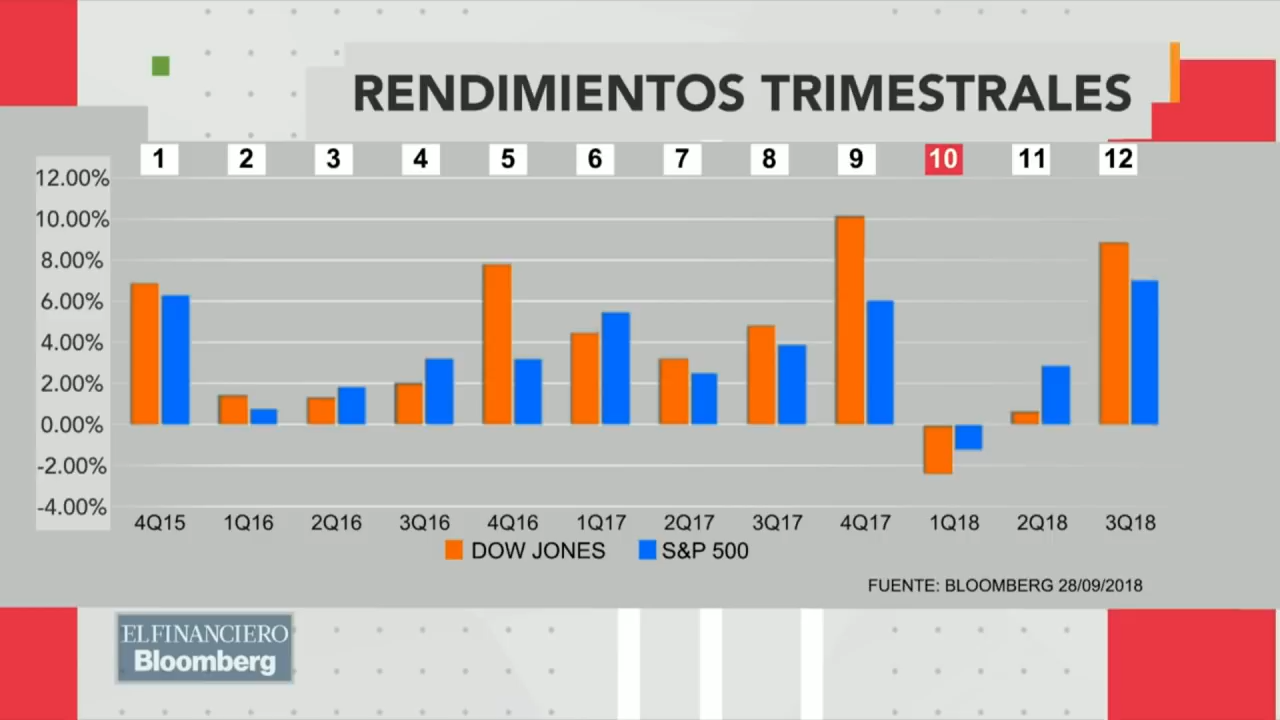 RENDIMIENTOS TRIMESTRALES
1 2 3 4 5 6 7 8 9 10 11 12
12.00%
10.00%
8.00%
6.00%
4.00%
2.00%
0.00%
-2.00%
-4.00%
4Q15 1Q16 2Q16 3Q16 4Q16 1Q17 2Q17 3Q17 4Q17 1Q18 2Q18 3Q18
DOW JONES S&P 500
FUENTE: BLOOMBERG 28/09/2018
EL FINANCIERO
Bloomberg